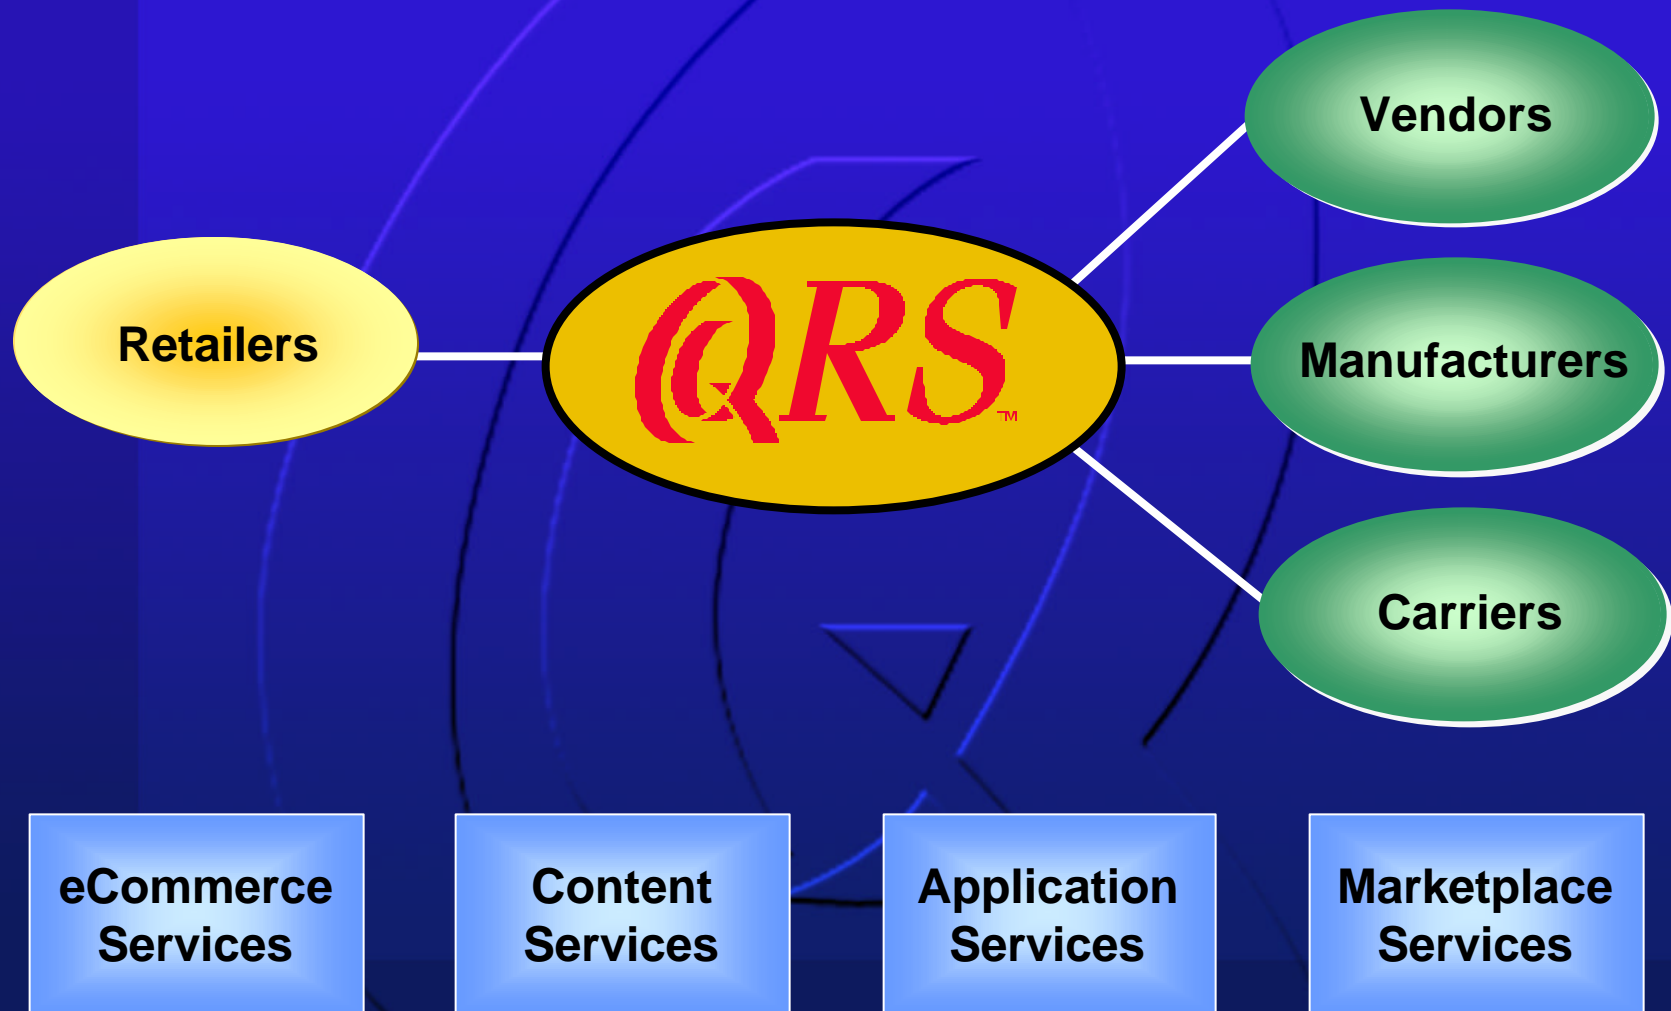 Vendors
Retailers
QRS™
Manufacturers
Carriers
eCommerce
Services
Content
Services
Application
Services
Marketplace
Services